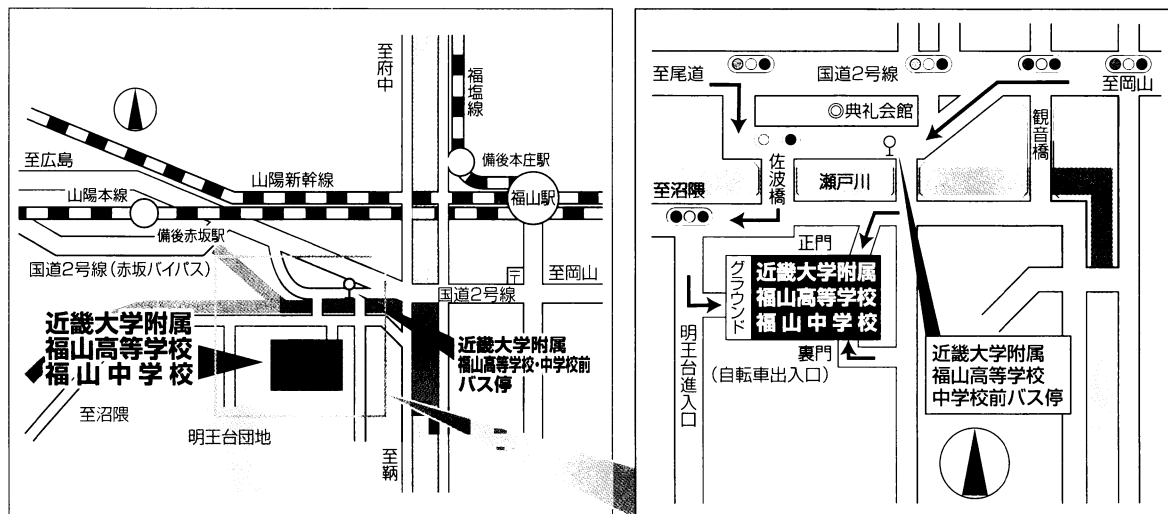 至府中
福塩線
至広島
備後本庄駅
山陽新幹線
山陽本線
福山駅
備後赤坂駅
国道2号線(赤坂バイパス)
〒
至岡山
国道2号線
近畿大学附属
福山高等学校
福山中学校
近畿大学附属
福山高等学校・中学校前
バス停
至沼隈
明王台団地
至鞆
至尾道
国道2号線
至岡山
◎典礼会館
観音橋
佐波橋
瀬戸川
至沼隈
正門
グラウンド
近畿大学附属
福山高等学校
福山中学校
明王台進入口
裏門
(自転車出入口)
近畿大学附属
福山高等学校
中学校前バス停